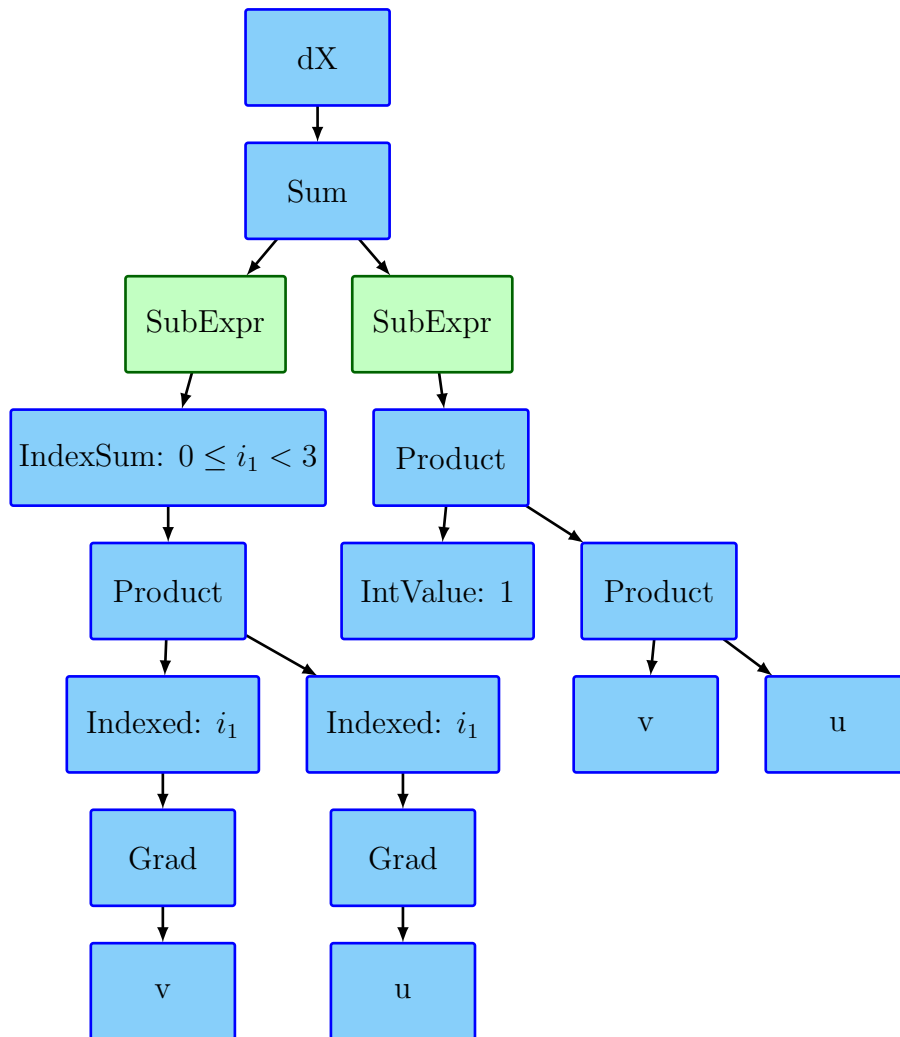 dX
Sum
SubExpr
SubExpr
IndexSum: 0 ≤ i₁ < 3
Product
Product
IntValue: 1
Product
Indexed: i₁
Indexed: i₁
v
u
Grad
Grad
v
u